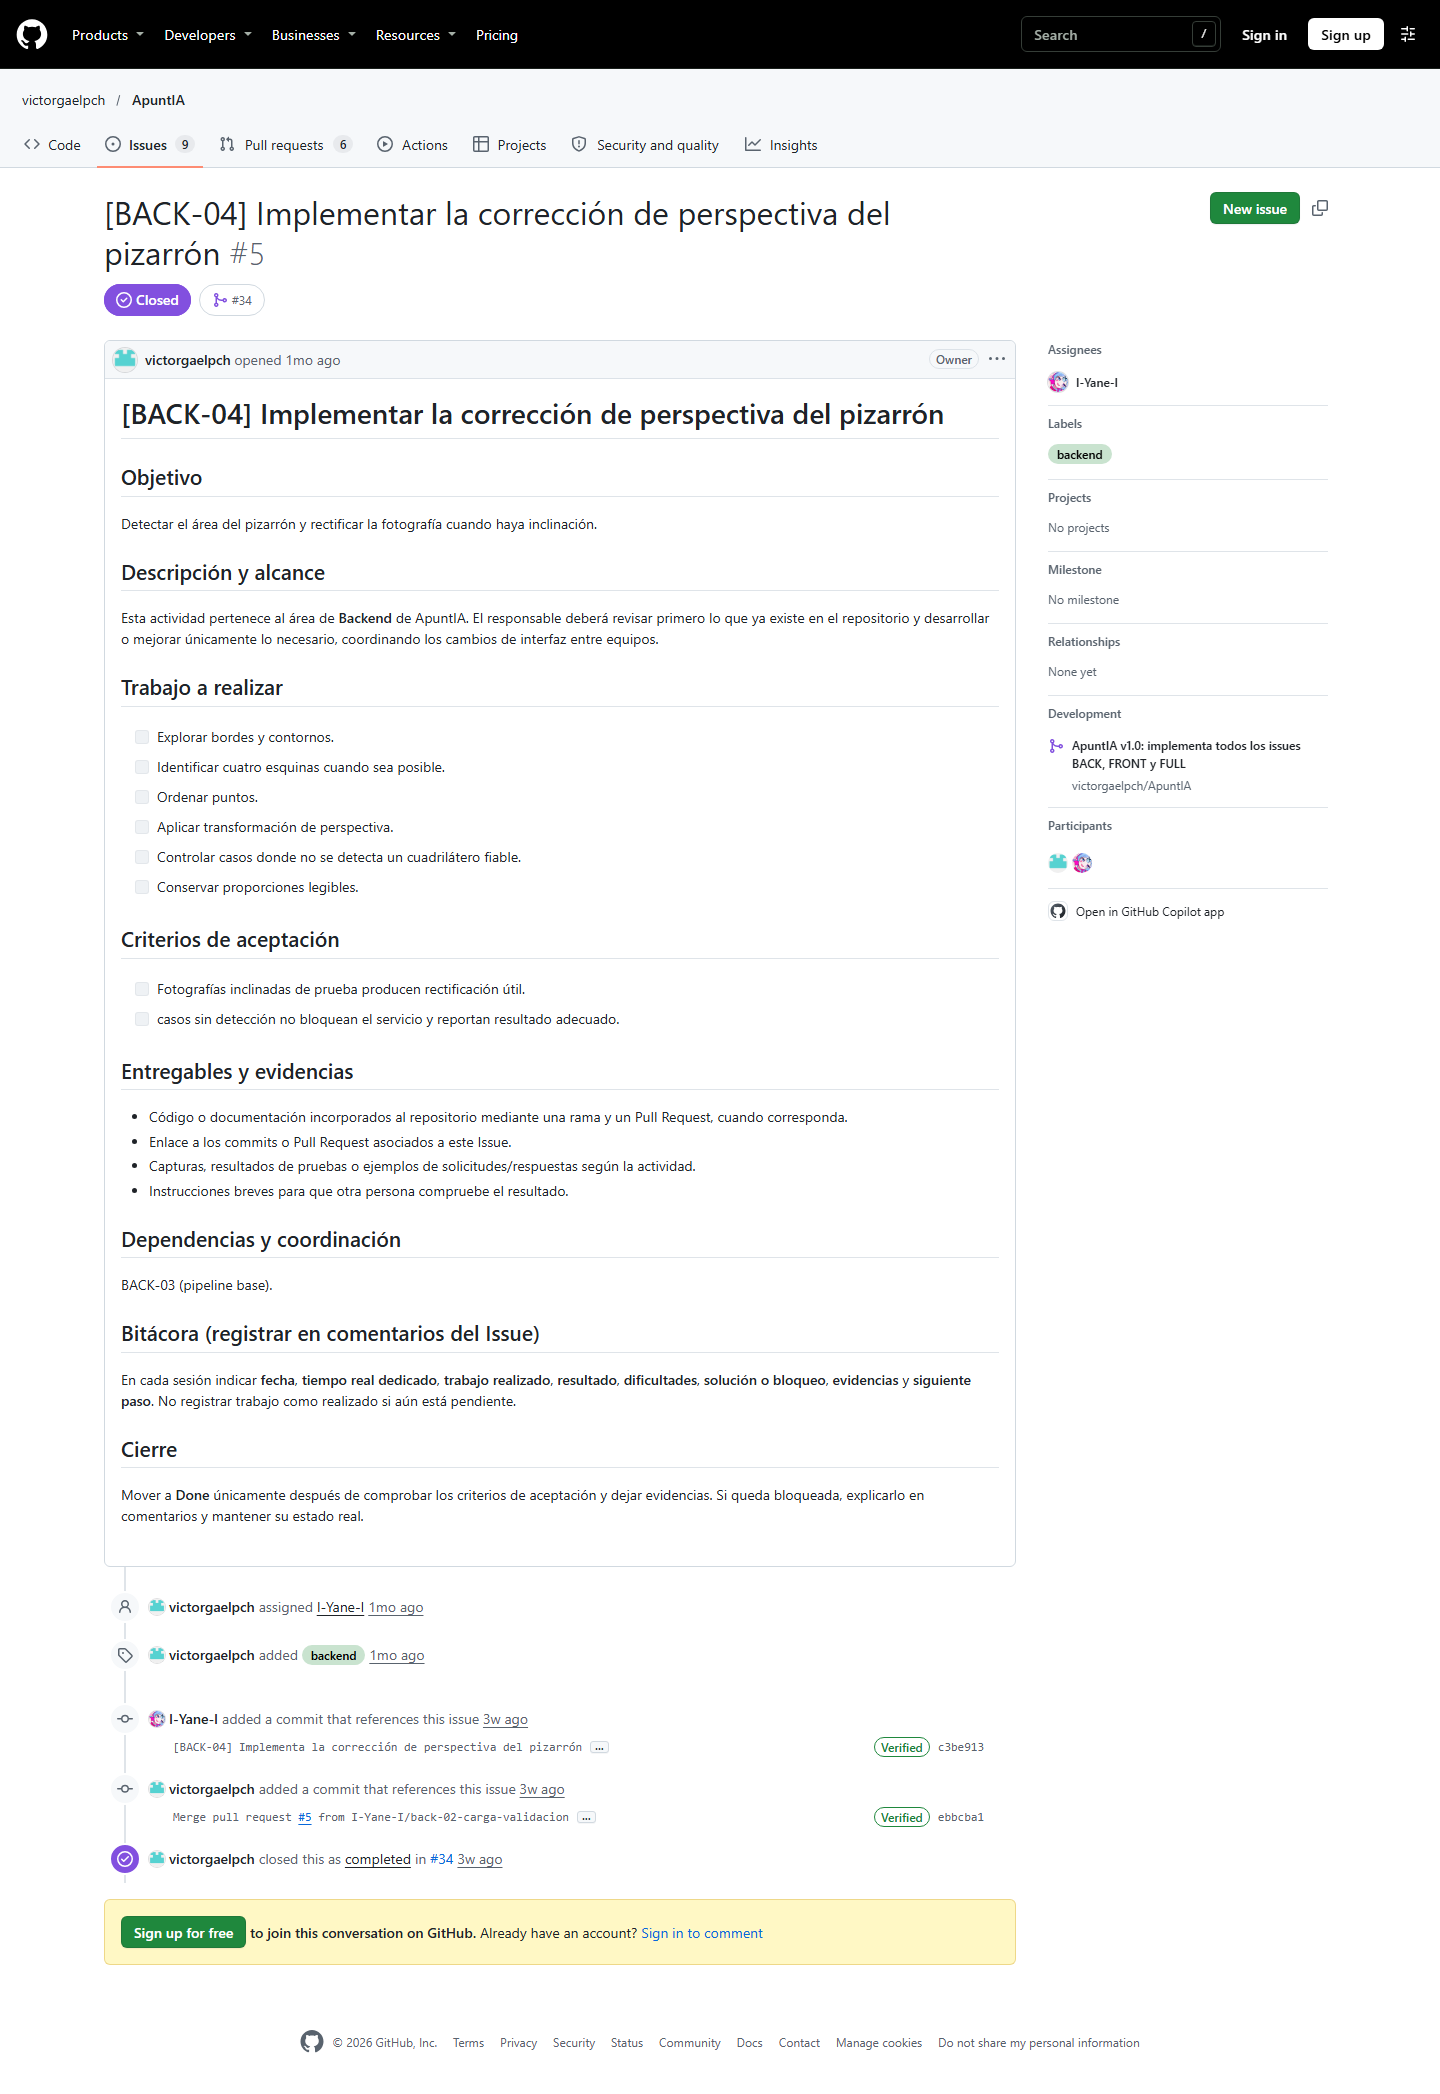 Products Developers Businesses Resources Pricing Search / Sign in Sign up
victorgaelpch / ApuntIA
Code Issues 9 Pull requests 6 Actions Projects Security and quality Insights
[BACK-04] Implementar la corrección de perspectiva del
pizarrón #5
New issue
Closed #34
victorgaelpch opened 1mo ago Owner
[BACK-04] Implementar la corrección de perspectiva del pizarrón
Objetivo
Detectar el área del pizarrón y rectificar la fotografía cuando haya inclinación.
Descripción y alcance
Esta actividad pertenece al área de Backend de ApuntIA. El responsable deberá revisar primero lo que ya existe en el repositorio y desarrollar
o mejorar únicamente lo necesario, coordinando los cambios de interfaz entre equipos.
Trabajo a realizar
Explorar bordes y contornos.
Identificar cuatro esquinas cuando sea posible.
Ordenar puntos.
Aplicar transformación de perspectiva.
Controlar casos donde no se detecta un cuadrilátero fiable.
Conservar proporciones legibles.
Criterios de aceptación
Fotografías inclinadas de prueba producen rectificación útil.
casos sin detección no bloquean el servicio y reportan resultado adecuado.
Entregables y evidencias
Código o documentación incorporados al repositorio mediante una rama y un Pull Request, cuando corresponda.
Enlace a los commits o Pull Request asociados a este Issue.
Capturas, resultados de pruebas o ejemplos de solicitudes/respuestas según la actividad.
Instrucciones breves para que otra persona compruebe el resultado.
Dependencias y coordinación
BACK-03 (pipeline base).
Bitácora (registrar en comentarios del Issue)
En cada sesión indicar fecha, tiempo real dedicado, trabajo realizado, resultado, dificultades, solución o bloqueo, evidencias y siguiente
paso. No registrar trabajo como realizado si aún está pendiente.
Cierre
Mover a Done únicamente después de comprobar los criterios de aceptación y dejar evidencias. Si queda bloqueada, explicarlo en
comentarios y mantener su estado real.
Assignees
I-Yane-I
Labels
backend
Projects
No projects
Milestone
No milestone
Relationships
None yet
Development
ApuntIA v1.0: implementa todos los issues
BACK, FRONT y FULL
victorgaelpch/ApuntIA
Participants
Open in GitHub Copilot app
victorgaelpch assigned I-Yane-I 1mo ago
victorgaelpch added backend 1mo ago
I-Yane-I added a commit that references this issue 3w ago
[BACK-04] Implementa la corrección de perspectiva del pizarrón ... Verified c3be913
victorgaelpch added a commit that references this issue 3w ago
Merge pull request #5 from I-Yane-I/back-02-carga-validacion ... Verified ebbcba1
victorgaelpch closed this as completed in #34 3w ago
Sign up for free to join this conversation on GitHub. Already have an account? Sign in to comment
© 2026 GitHub, Inc. Terms Privacy Security Status Community Docs Contact Manage cookies Do not share my personal information